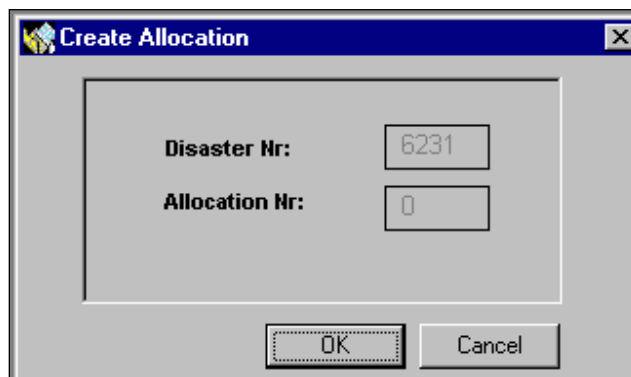 Create Allocation
Disaster Nr: 6231
Allocation Nr: 0
OK Cancel